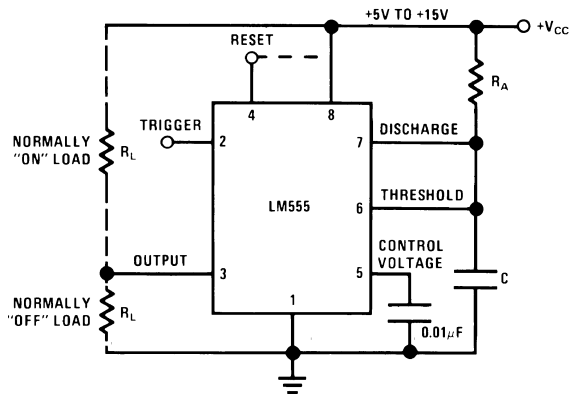 +5V TO +15V
+VCC
RESET
RA
4
8
TRIGGER
2
7
DISCHARGE
NORMALLY
"ON" LOAD
RL
LM555
6
THRESHOLD
OUTPUT
3
5
CONTROL
VOLTAGE
C
NORMALLY
"OFF" LOAD
RL
1
0.01μF